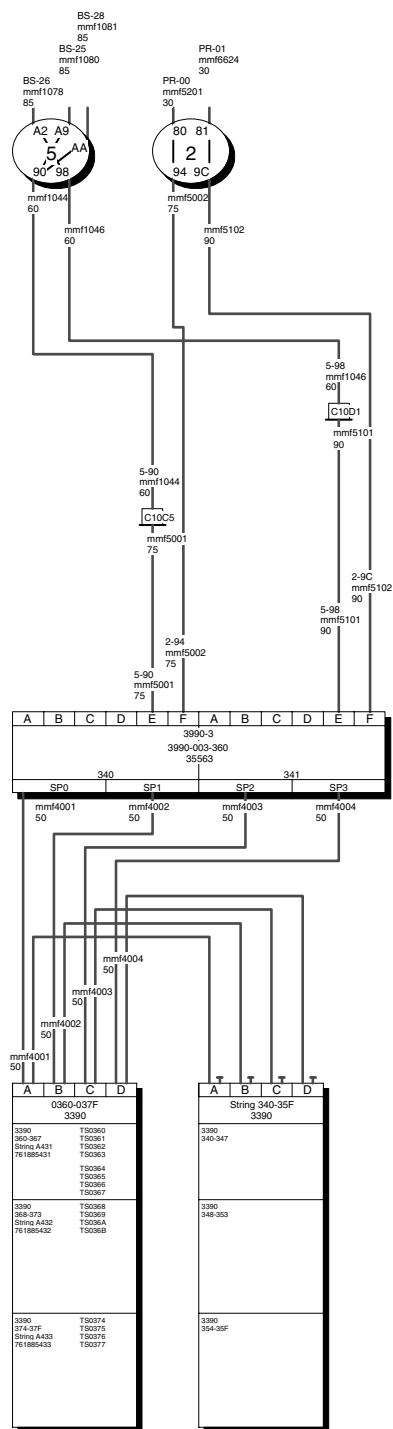 BS-28
mmf1081
85
BS-25
mmf1080
85
BS-26
mmf1078
85
PR-01
mmf6624
30
PR-00
mmf5201
30
A2 A9
5 AA
90 98
80 81
2
94 9C
mmf1044
60
mmf1046
60
mmf5002
75
mmf5102
90
5-98
mmf1046
60
C10D1
mmf5101
90
5-90
mmf1044
60
C10C5
mmf5001
75
2-9C
mmf5102
90
5-98
mmf5101
90
2-94
mmf5002
75
5-90
mmf5001
75
A B C D E F A B C D E F
3990-3
3990-003-360
35563
340 341
SP0 SP1 SP2 SP3
mmf4001
50
mmf4002
50
mmf4003
50
mmf4004
50
mmf4004
50
mmf4003
50
mmf4002
50
mmf4001
50
A B C D
0360-037F
3390
3390 TS0360
360-367 TS0361
String A431 TS0362
761885431 TS0363
TS0364
TS0365
TS0366
TS0367
3390 TS0368
368-373 TS0369
String A432 TS036A
761885432 TS036B
3390 TS0374
374-37F TS0375
String A433 TS0376
761885433 TS0377
A B C D
String 340-35F
3390
3390
340-347
3390
348-353
3390
354-35F